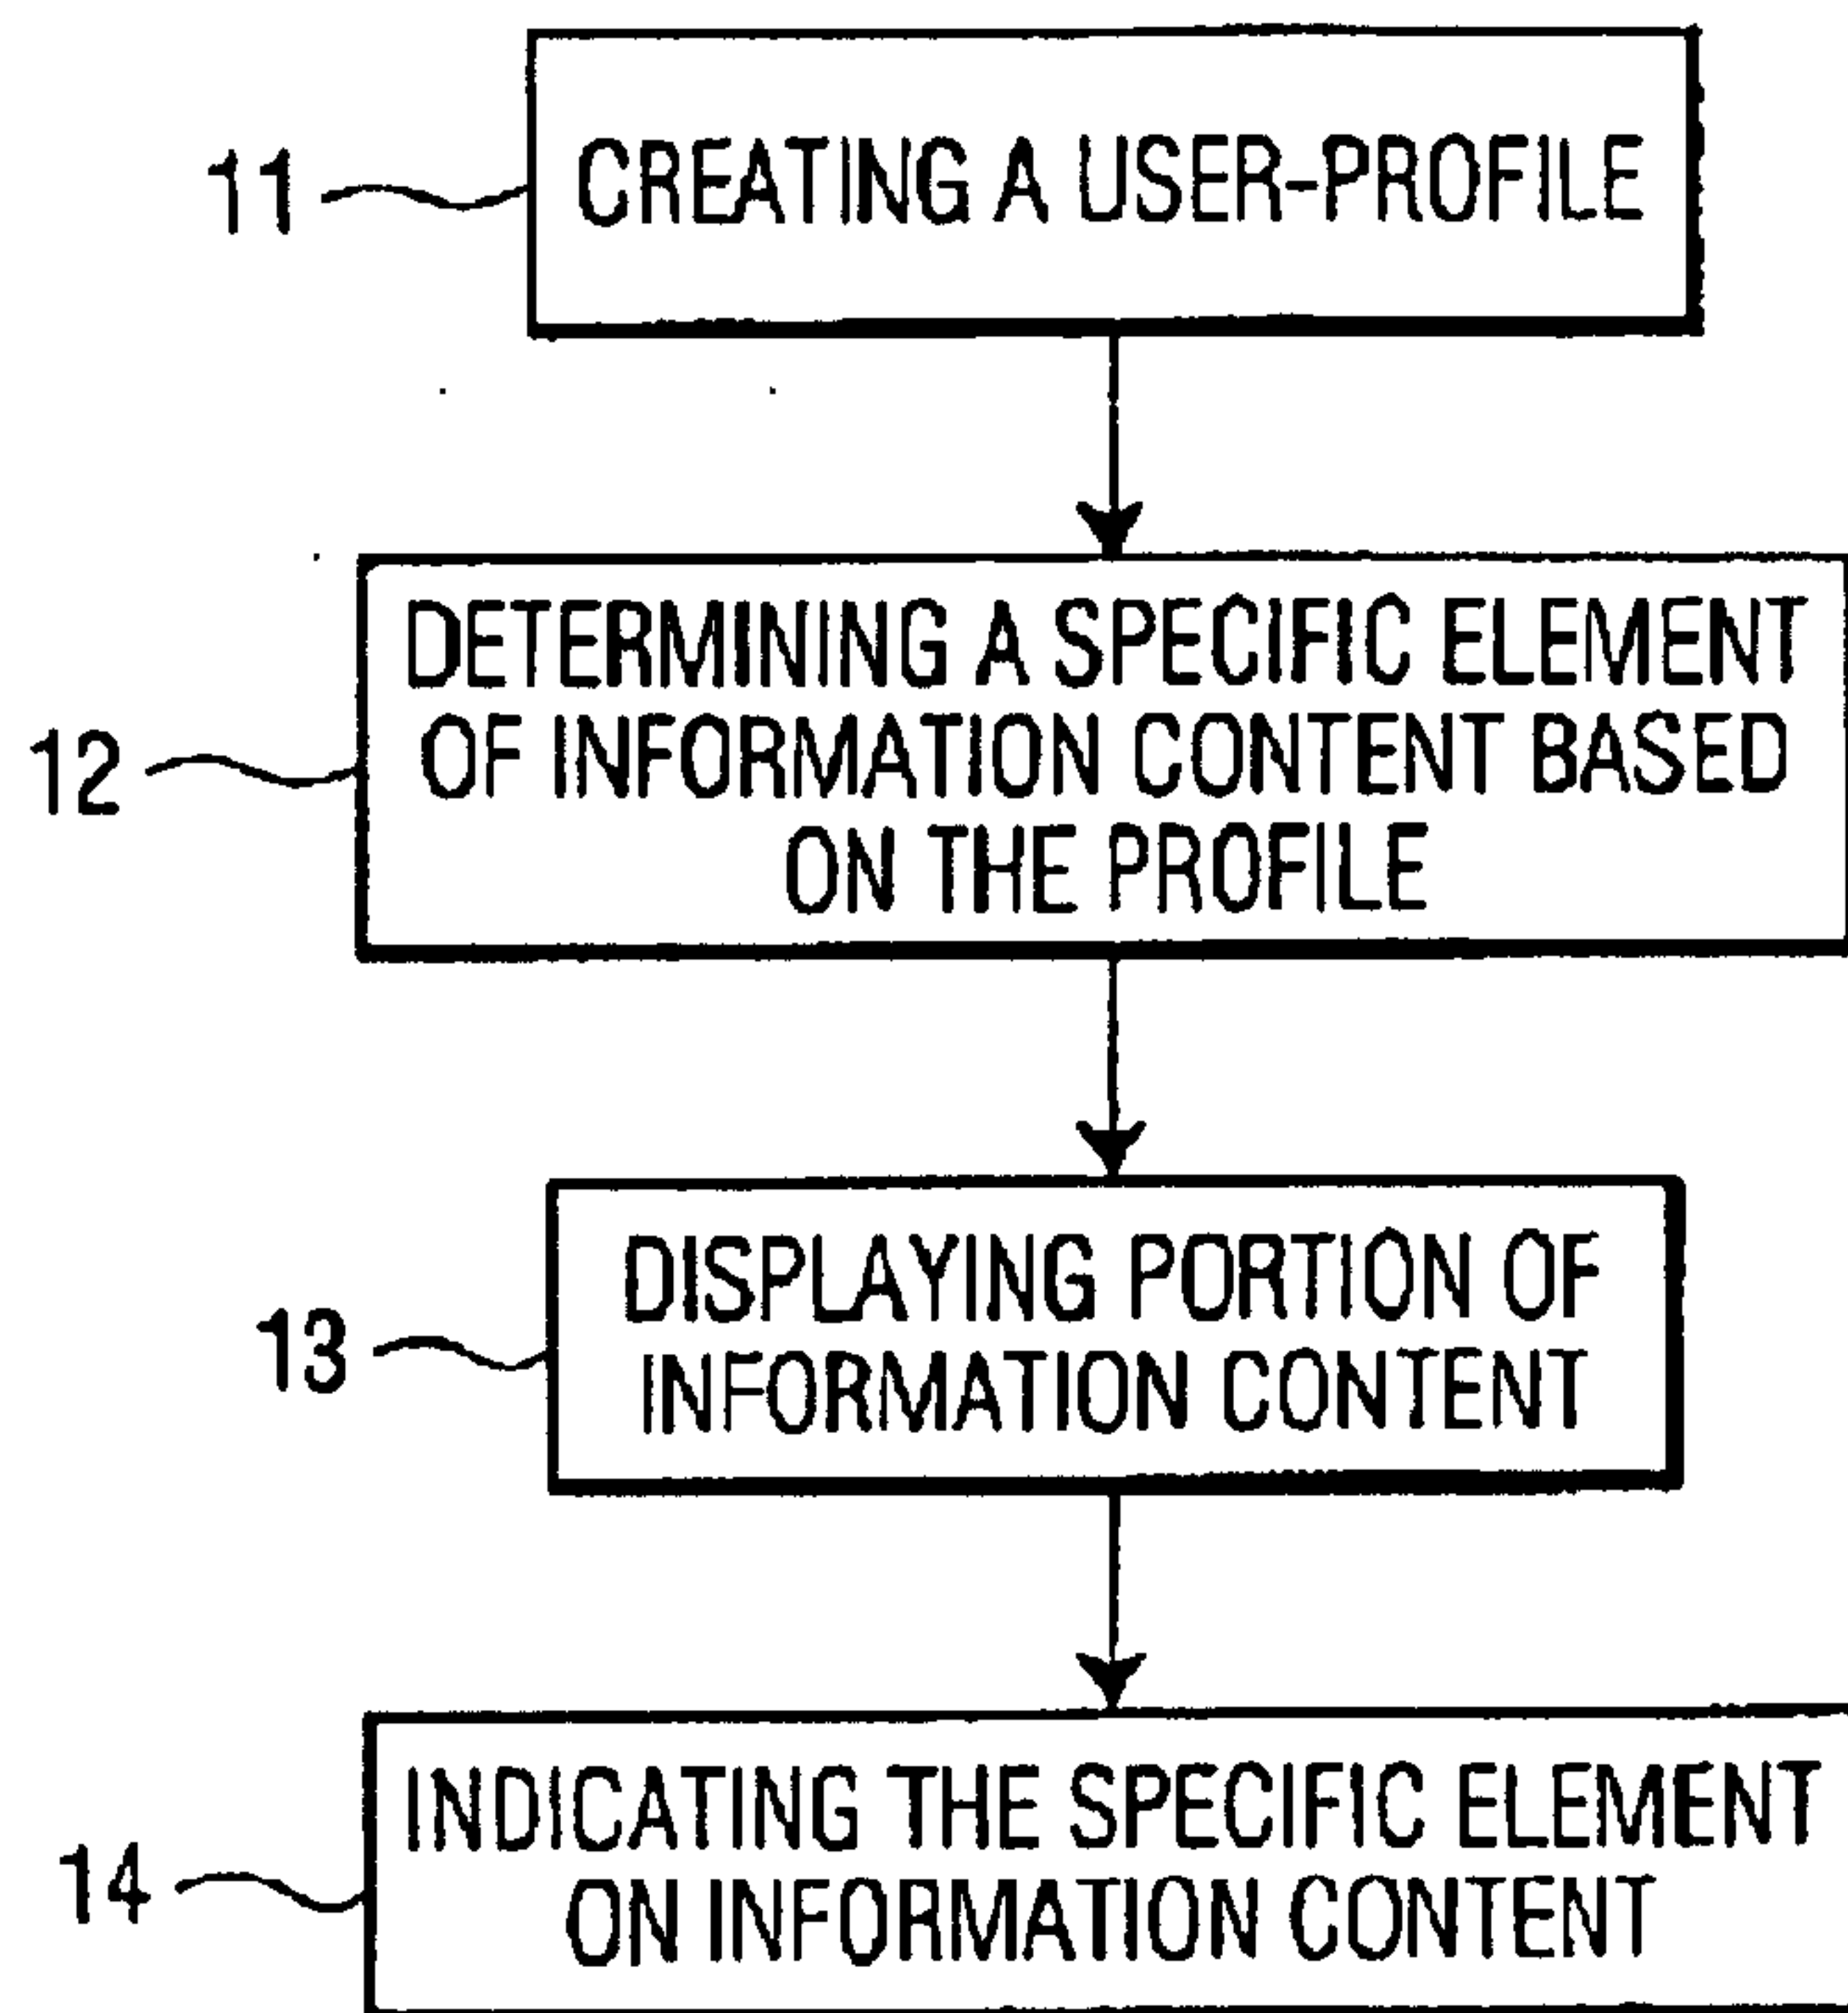 11
CREATING A USER-PROFILE
12
DETERMINING A SPECIFIC ELEMENT
OF INFORMATION CONTENT BASED
ON THE PROFILE
13
DISPLAYING PORTION OF
INFORMATION CONTENT
14
INDICATING THE SPECIFIC ELEMENT
ON INFORMATION CONTENT